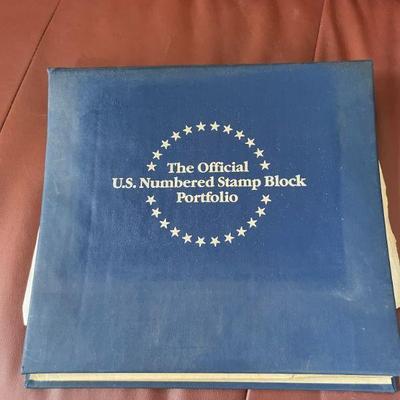 The Official
U.S. Numbered Stamp Block
Portfolio